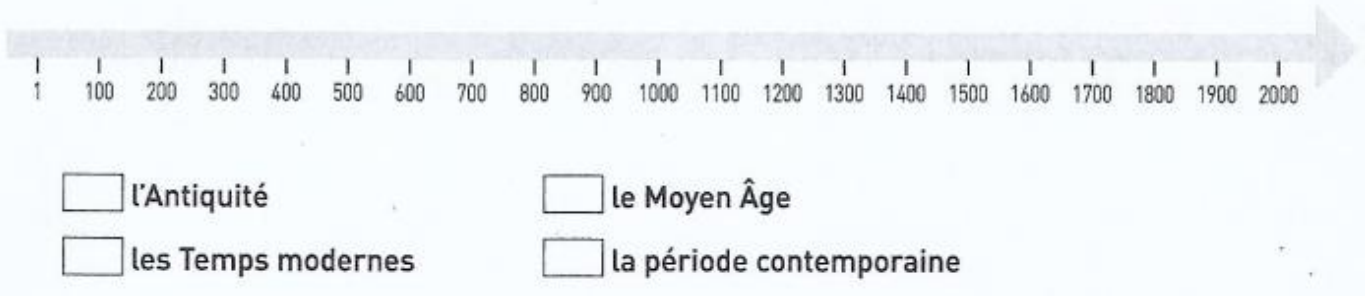 1 100 200 300 400 500 600 700 800 900 1000 1100 1200 1300 1400 1500 1600 1700 1800 1900 2000
l'Antiquité le Moyen Âge
les Temps modernes la période contemporaine